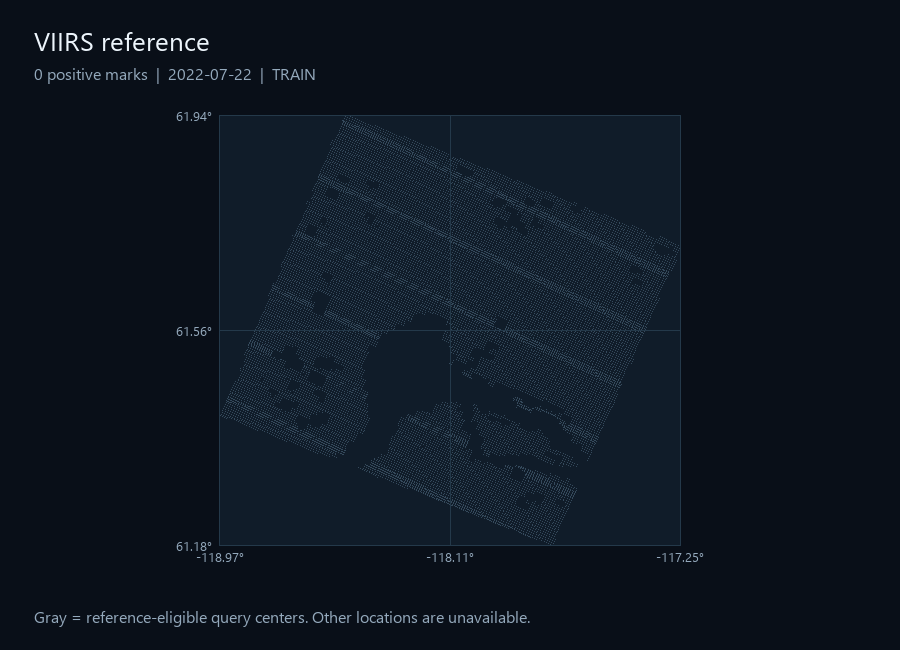 VIIRS reference
0 positive marks | 2022-07-22 | TRAIN
61.94°
61.56°
61.18°
-118.97° -118.11° -117.25°
Gray = reference-eligible query centers. Other locations are unavailable.